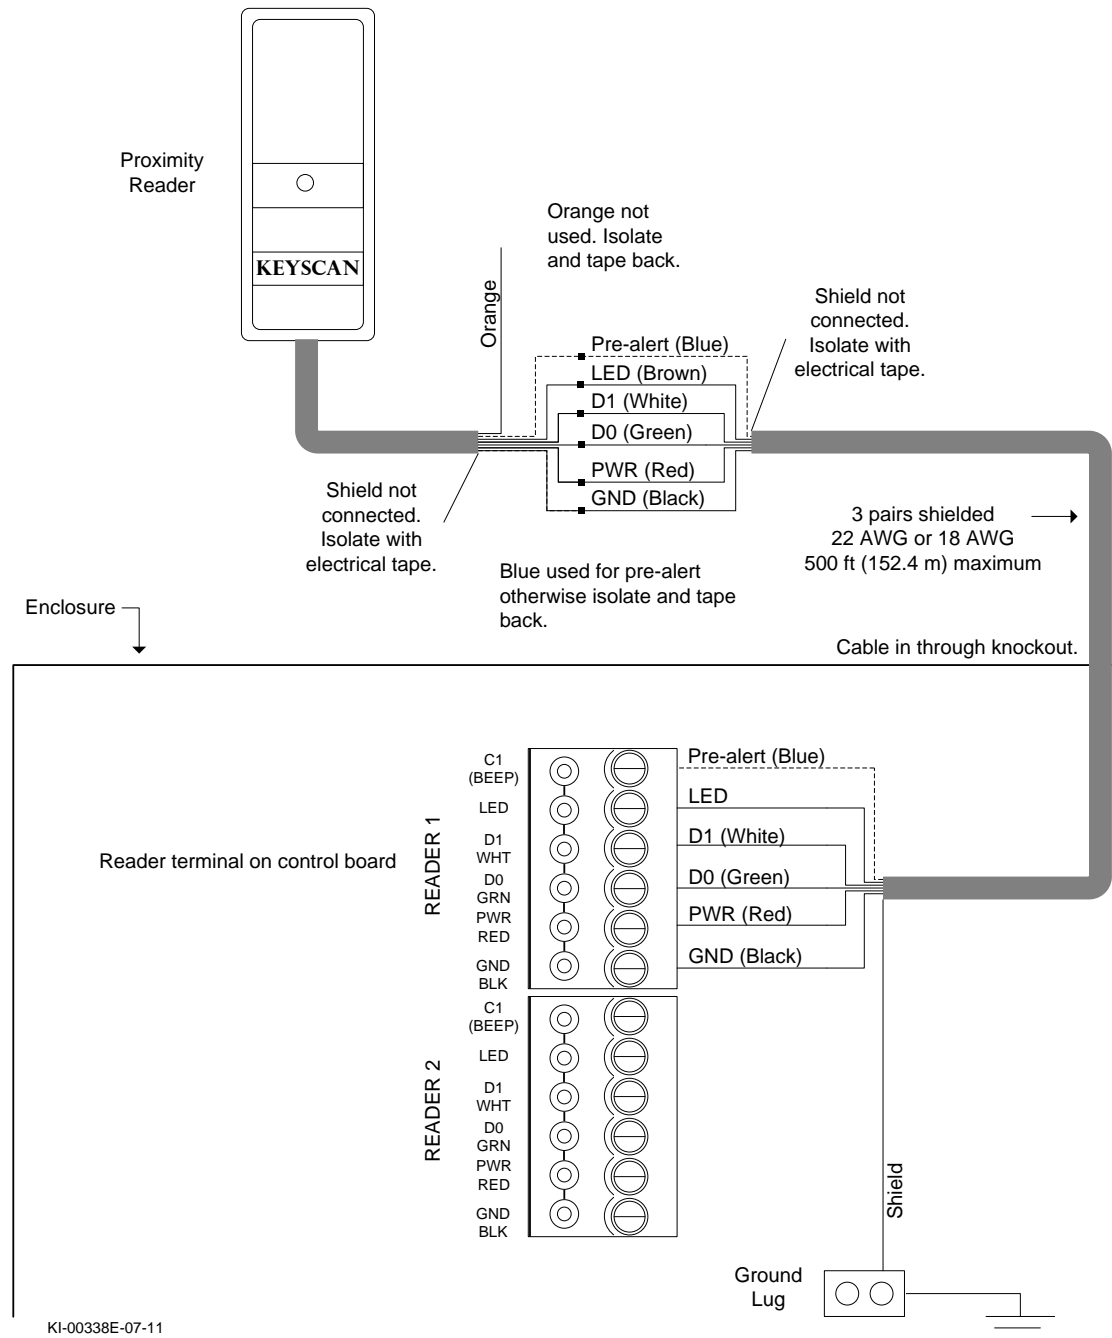 Proximity
Reader
KEYSCAN
Orange not
used. Isolate
and tape back.
Orange
Shield not
connected.
Isolate with
electrical tape.
Pre-alert (Blue)
LED (Brown)
D1 (White)
D0 (Green)
PWR (Red)
GND (Black)
Shield not
connected.
Isolate with
electrical tape.
3 pairs shielded
22 AWG or 18 AWG
500 ft (152.4 m) maximum
Blue used for pre-alert
otherwise isolate and tape
back.
Enclosure
Cable in through knockout.
Reader terminal on control board
READER 1
C1
(BEEP)
LED
D1
WHT
D0
GRN
PWR
RED
GND
BLK
Pre-alert (Blue)
LED
D1 (White)
D0 (Green)
PWR (Red)
GND (Black)
READER 2
C1
(BEEP)
LED
D1
WHT
D0
GRN
PWR
RED
GND
BLK
Shield
Ground
Lug
KI-00338E-07-11